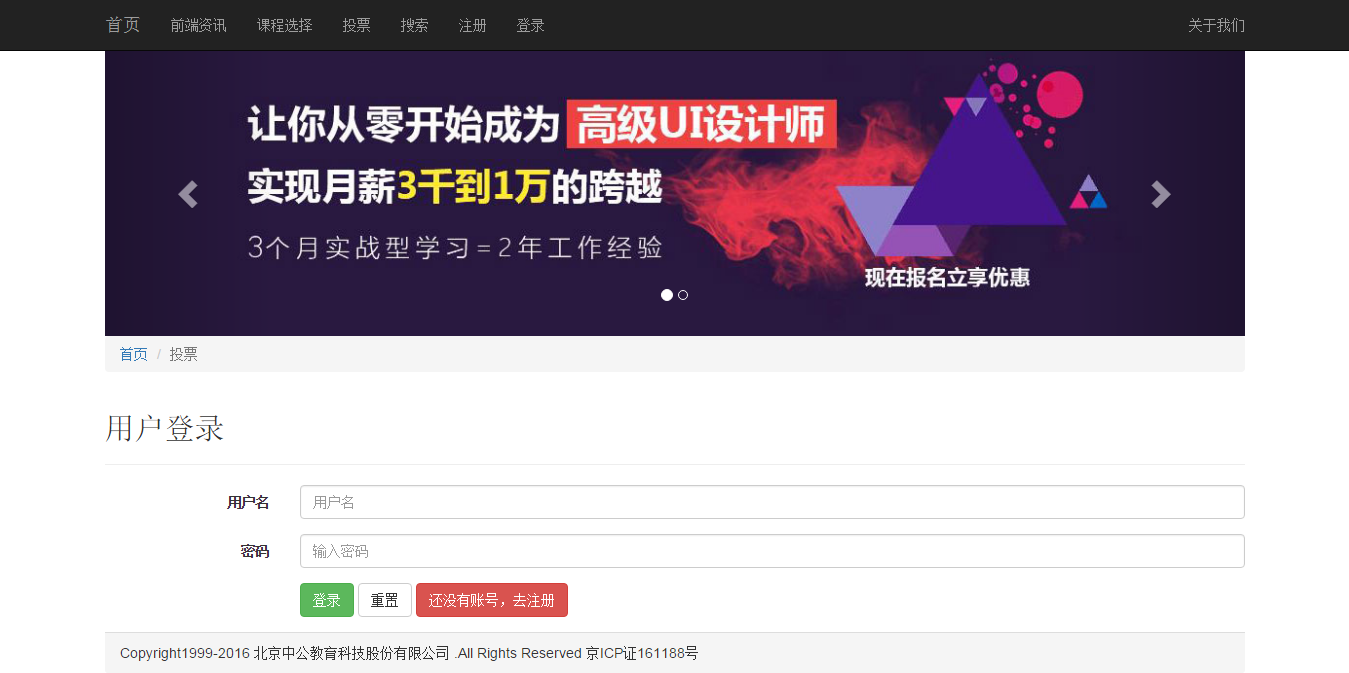 首页 前端资讯 课程选择 投票 搜索 注册 登录 关于我们
让你从零开始成为 高级UI设计师
实现月薪3千到1万的跨越
3个月实战型学习=2年工作经验
现在报名立享优惠
首页 / 投票
用户登录
用户名 用户名
密码 输入密码
登录 重置 还没有账号，去注册
Copyright1999-2016 北京中公教育科技股份有限公司 .All Rights Reserved 京ICP证161188号